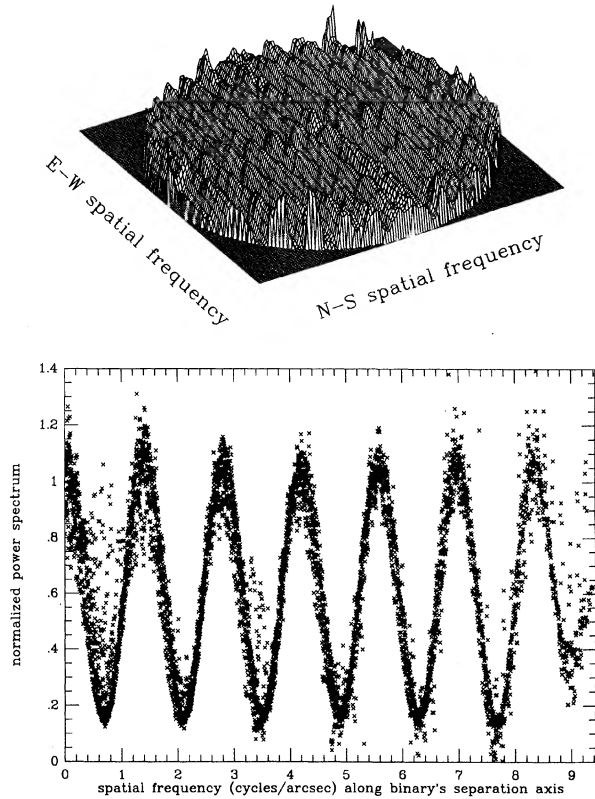 E-W spatial frequency
N-S spatial frequency
1.4
1.2
1
.8
.6
.4
.2
0
normalized power spectrum
0 1 2 3 4 5 6 7 8 9
spatial frequency (cycles/arcsec) along binary's separation axis